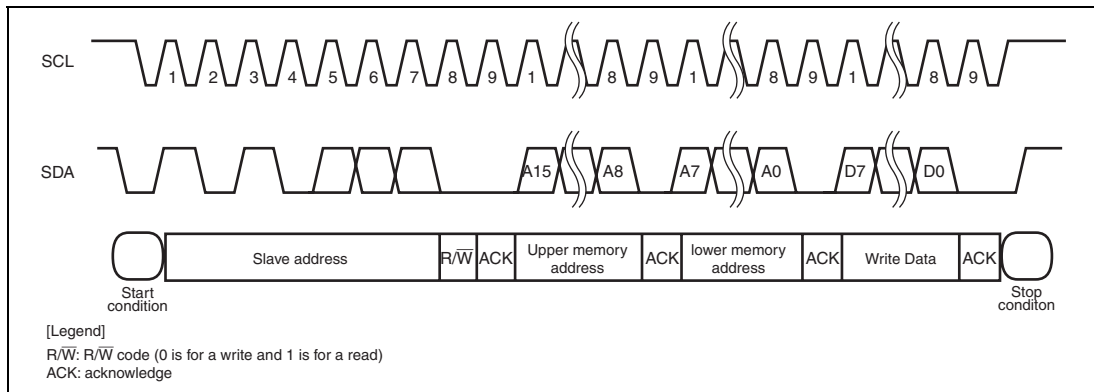 SCL
1 2 3 4 5 6 7 8 9 1 8 9 1 8 9 1 8 9
SDA
A15 A8 A7 A0 D7 D0
Slave address R/W̅ ACK Upper memory address ACK lower memory address ACK Write Data ACK
Start condition
Stop conditon
[Legend]
R/W̅: R/W̅ code (0 is for a write and 1 is for a read)
ACK: acknowledge